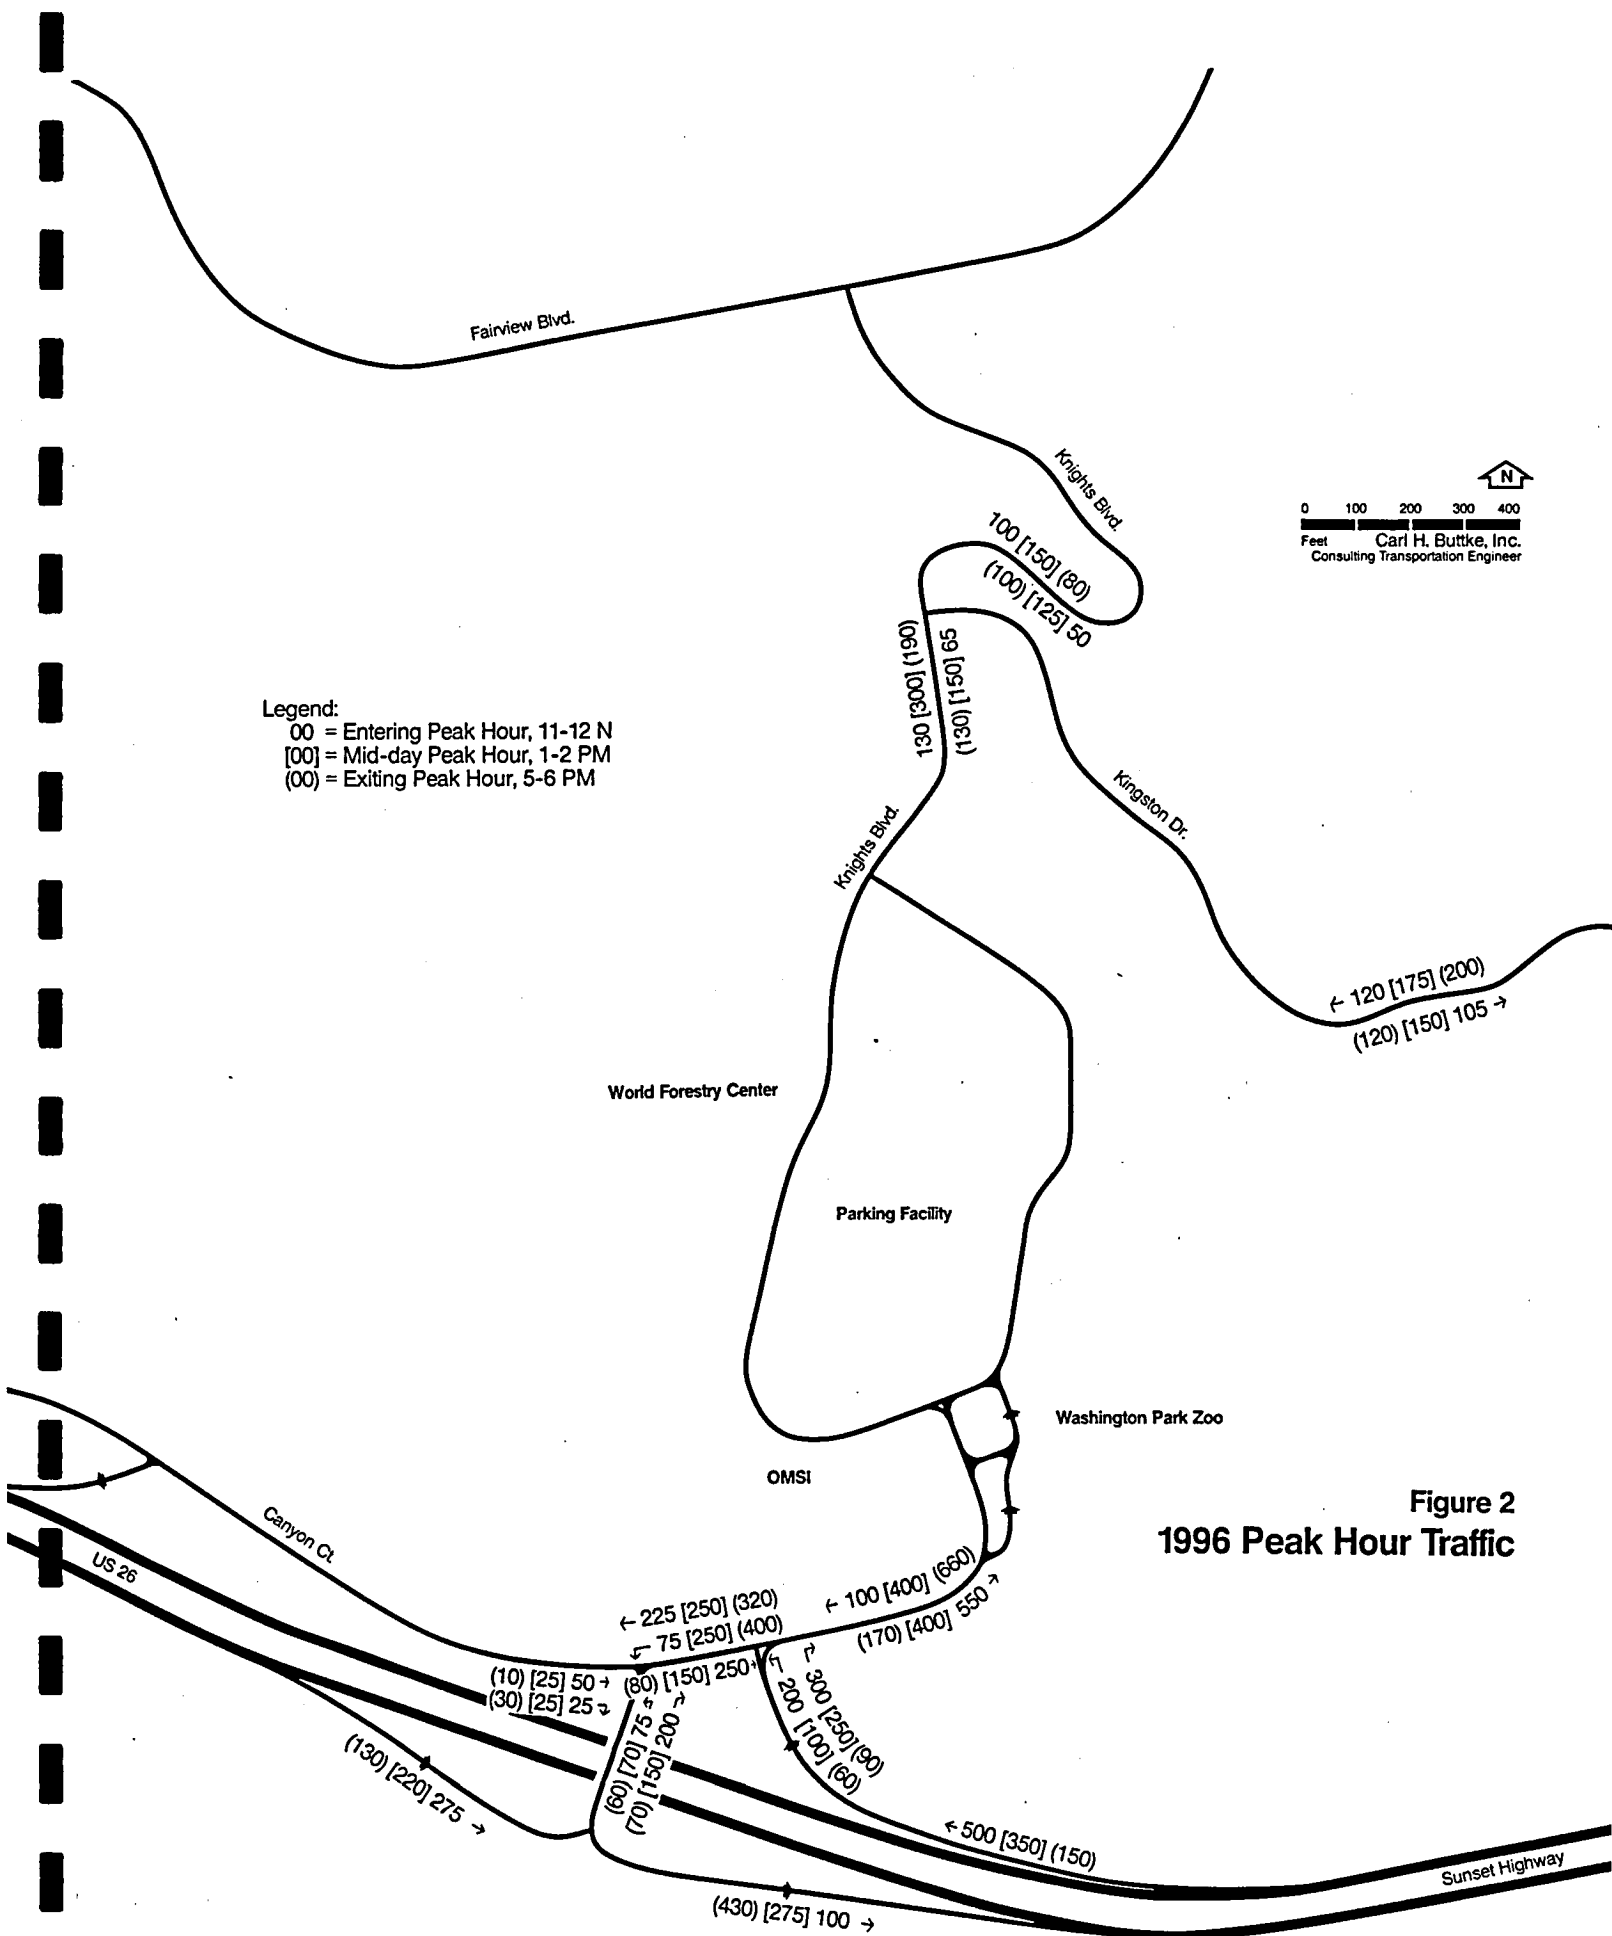 Fairview Blvd.
Knights Blvd.
N
0 100 200 300 400
Feet
Carl H. Buttke, Inc.
Consulting Transportation Engineer
100 [150] (80)
(100) [125] 50
130 [300] (190)
(130) [150] 65
Legend:
00 = Entering Peak Hour, 11-12 N
[00] = Mid-day Peak Hour, 1-2 PM
(00) = Exiting Peak Hour, 5-6 PM
Kingston Dr.
Knights Blvd.
← 120 [175] (200)
(120) [150] 105 →
World Forestry Center
Parking Facility
Washington Park Zoo
OMSI
Figure 2
1996 Peak Hour Traffic
Canyon Ct.
US 26
← 100 [400] (660)
(170) [400] 550 →
← 225 [250] (320)
75 [250] (400)
(10) [25] 50 →
(30) [25] 25
(80) [150] 250 →
(60) [70] 75
(70) [150] 200
300 [250] (90)
200 [100] (60)
(130) [220] 275 →
← 500 [350] (150)
Sunset Highway
(430) [275] 100 →